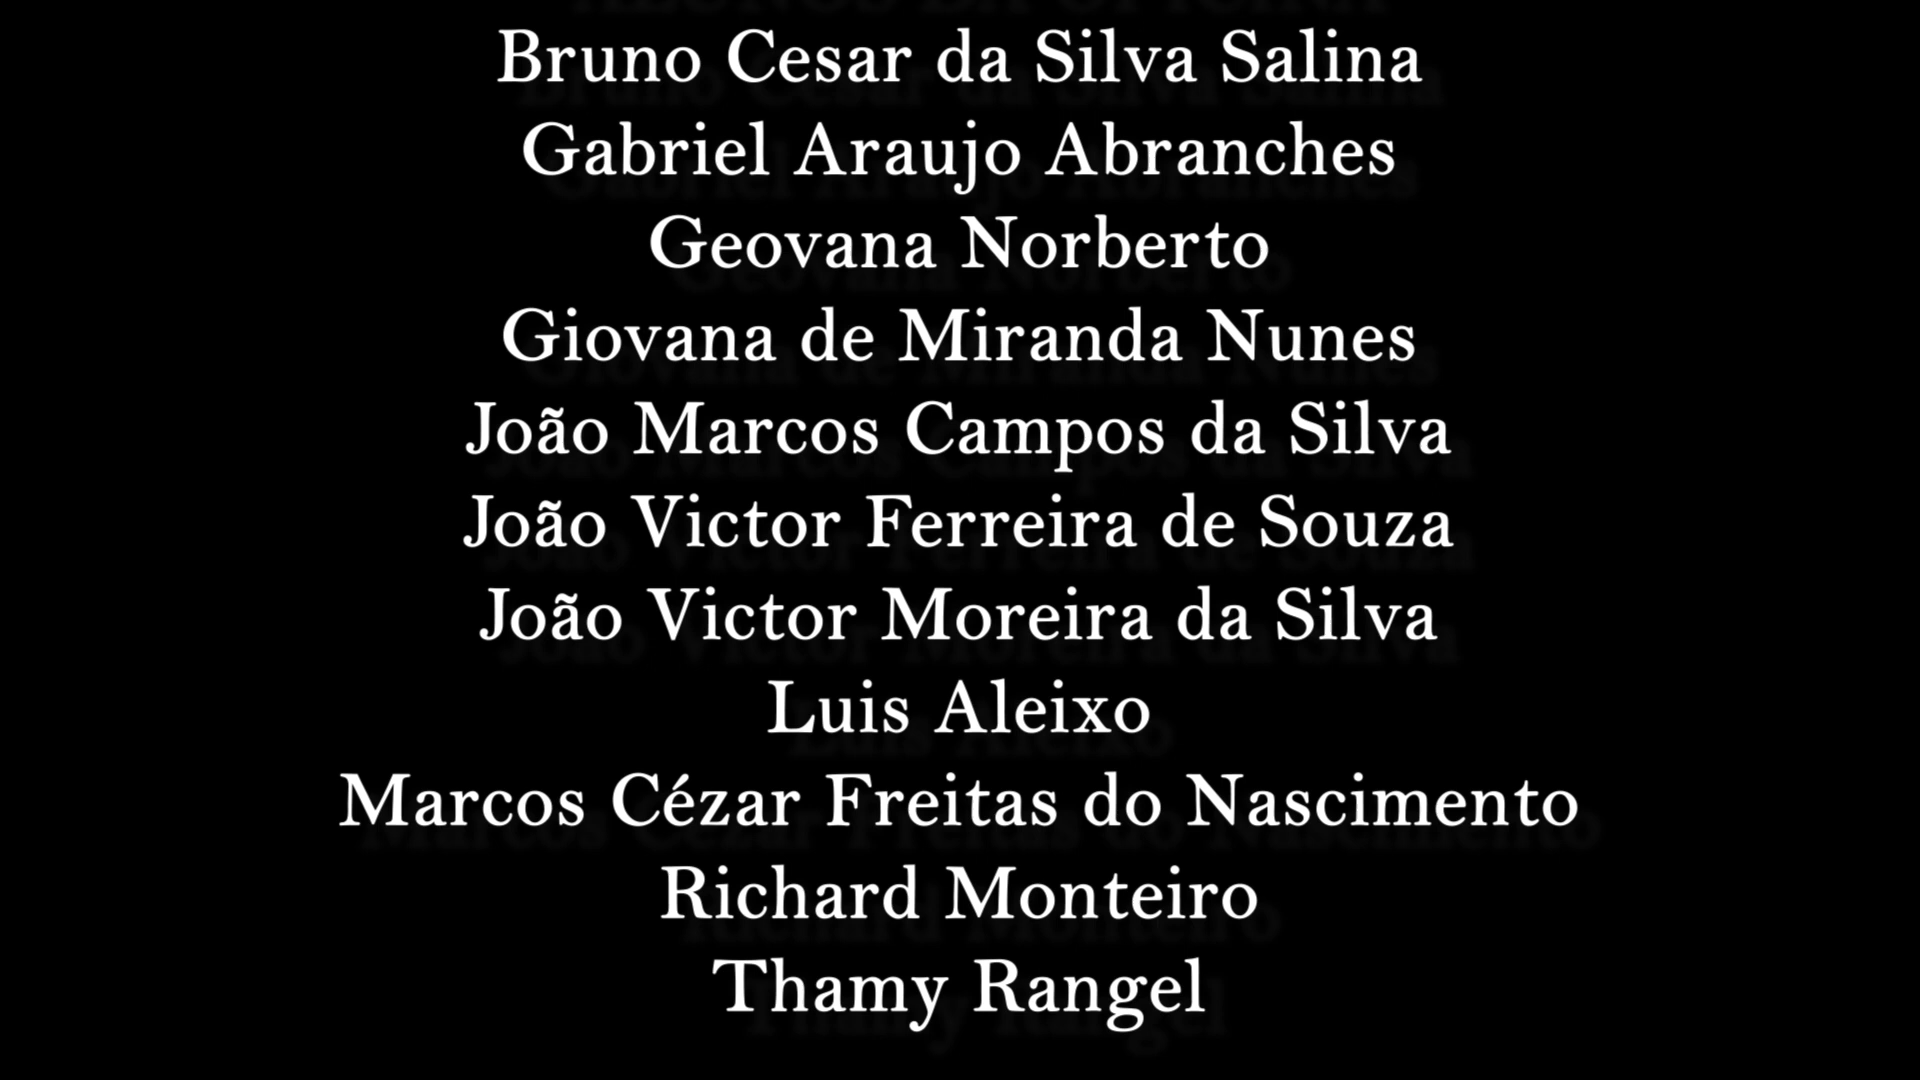 Bruno Cesar da Silva Salina
Gabriel Araujo Abranches
Geovana Norberto
Giovana de Miranda Nunes
João Marcos Campos da Silva
João Victor Ferreira de Souza
João Victor Moreira da Silva
Luis Aleixo
Marcos Cézar Freitas do Nascimento
Richard Monteiro
Thamy Rangel